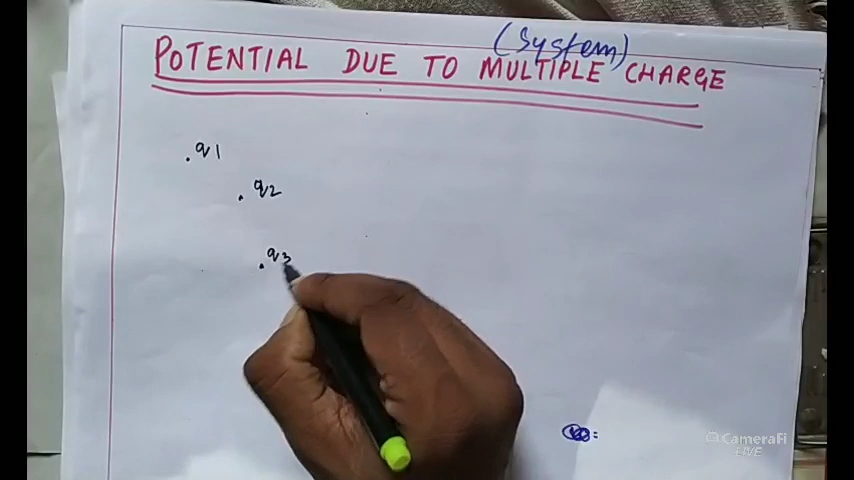 (System)
POTENTIAL DUE TO MULTIPLE CHARGE
q1
q2
q3
CameraFi
LIVE